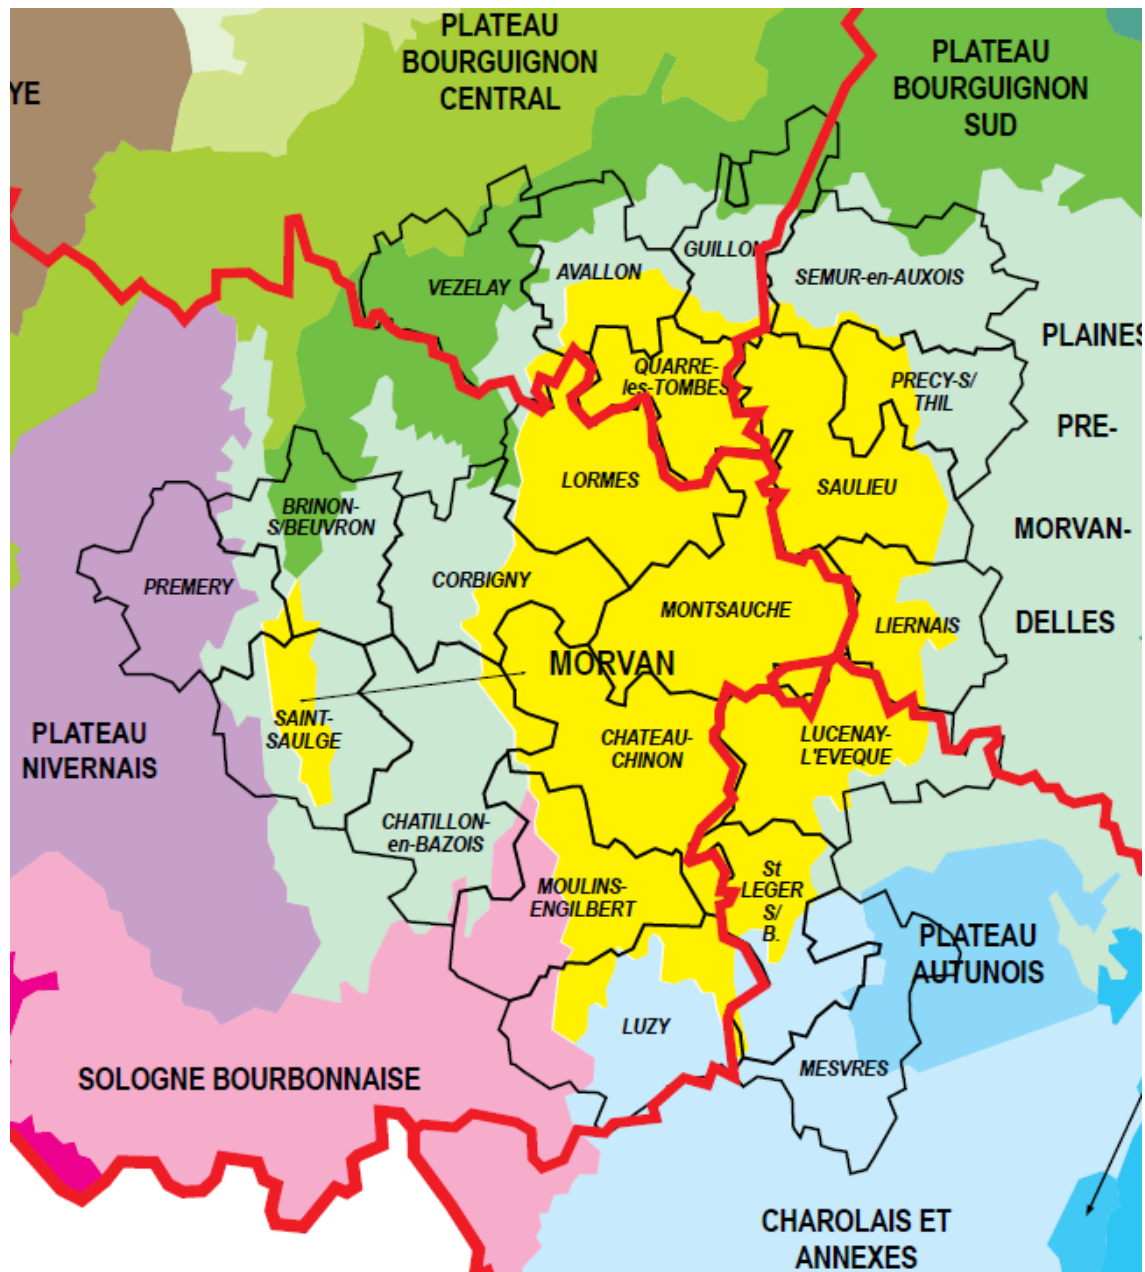 PLATEAU
BOURGUIGNON
CENTRAL
PLATEAU
BOURGUIGNON
SUD
YE
GUILLON
AVALLON
SEMUR-en-AUXOIS
VEZELAY
PLAINES
QUARRE-
les-TOMBES
PRECY-S/
THIL
PRE-
LORMES
SAULIEU
BRINON-
S/BEUVRON
MORVAN-
PREMERY
CORBIGNY
MONTSAUCHE
LIERNAIS
DELLES
MORVAN
SAINT-
SAULGE
PLATEAU
NIVERNAIS
CHATEAU-
CHINON
LUCENAY-
L'EVEQUE
CHATILLON-
en-BAZOIS
MOULINS-
ENGILBERT
St
LEGER
S/
B.
PLATEAU
AUTUNOIS
LUZY
MESVRES
SOLOGNE BOURBONNAISE
CHAROLAIS ET
ANNEXES